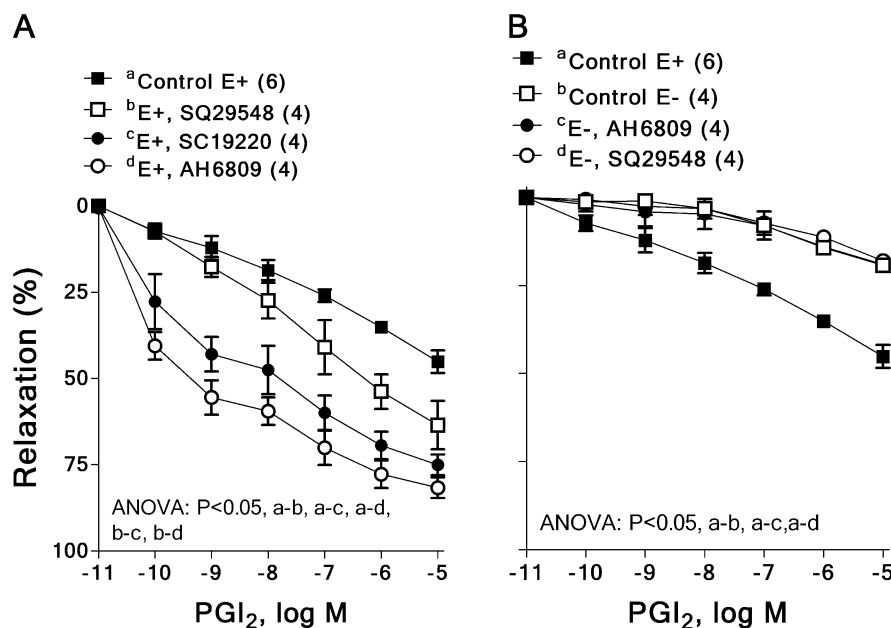 A
ᵃControl E+ (6)
ᵇE+, SQ29548 (4)
ᶜE+, SC19220 (4)
ᵈE+, AH6809 (4)
0
25
50
75
100
Relaxation (%)
ANOVA: P<0.05, a-b, a-c, a-d,
b-c, b-d
-11 -10 -9 -8 -7 -6 -5
PGI₂, log M
B
ᵃControl E+ (6)
ᵇControl E- (4)
ᶜE-, AH6809 (4)
ᵈE-, SQ29548 (4)
ANOVA: P<0.05, a-b, a-c,a-d
-11 -10 -9 -8 -7 -6 -5
PGI₂, log M